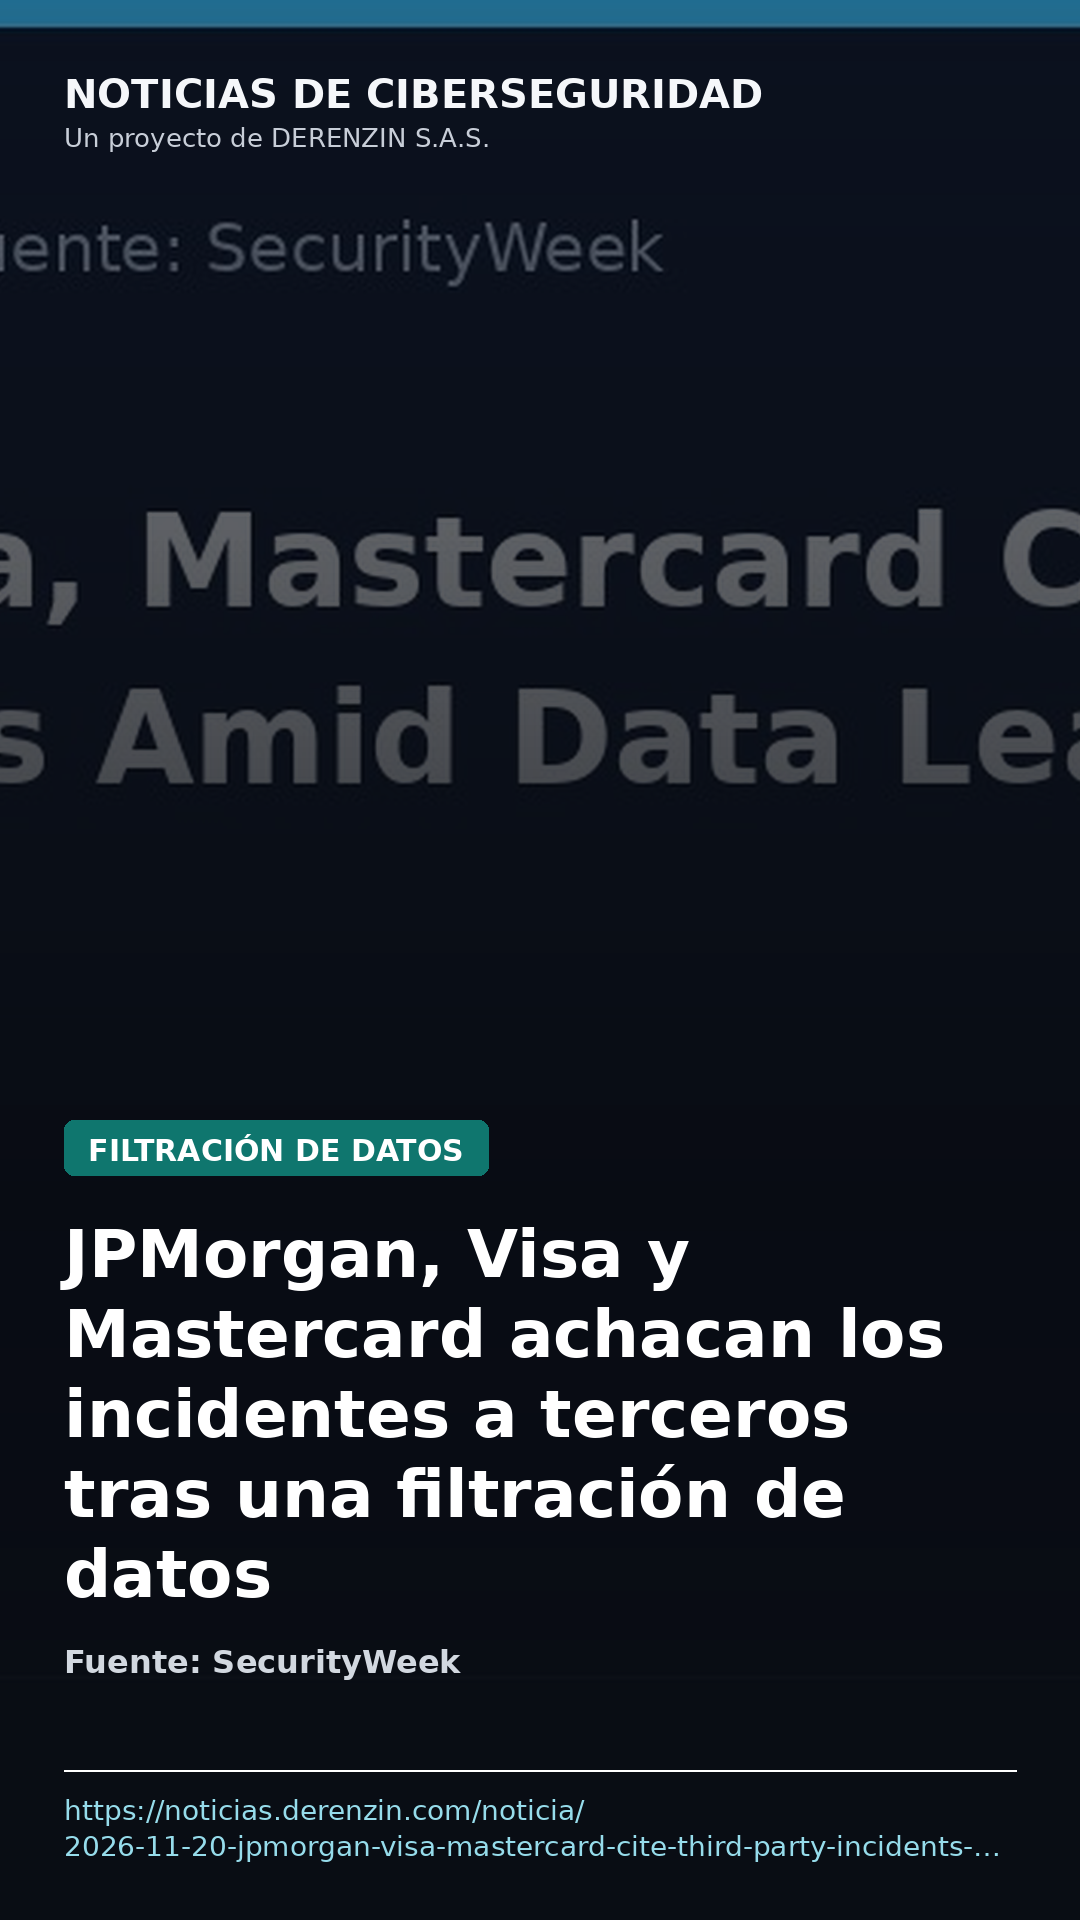 NOTICIAS DE CIBERSEGURIDAD
Un proyecto de DERENZIN S.A.S.
uente: SecurityWeek
a, Mastercard C
s Amid Data Lea
FILTRACIÓN DE DATOS
JPMorgan, Visa y
Mastercard achacan los
incidentes a terceros
tras una filtración de
datos
Fuente: SecurityWeek
https://noticias.derenzin.com/noticia/
2026-11-20-jpmorgan-visa-mastercard-cite-third-party-incidents-...